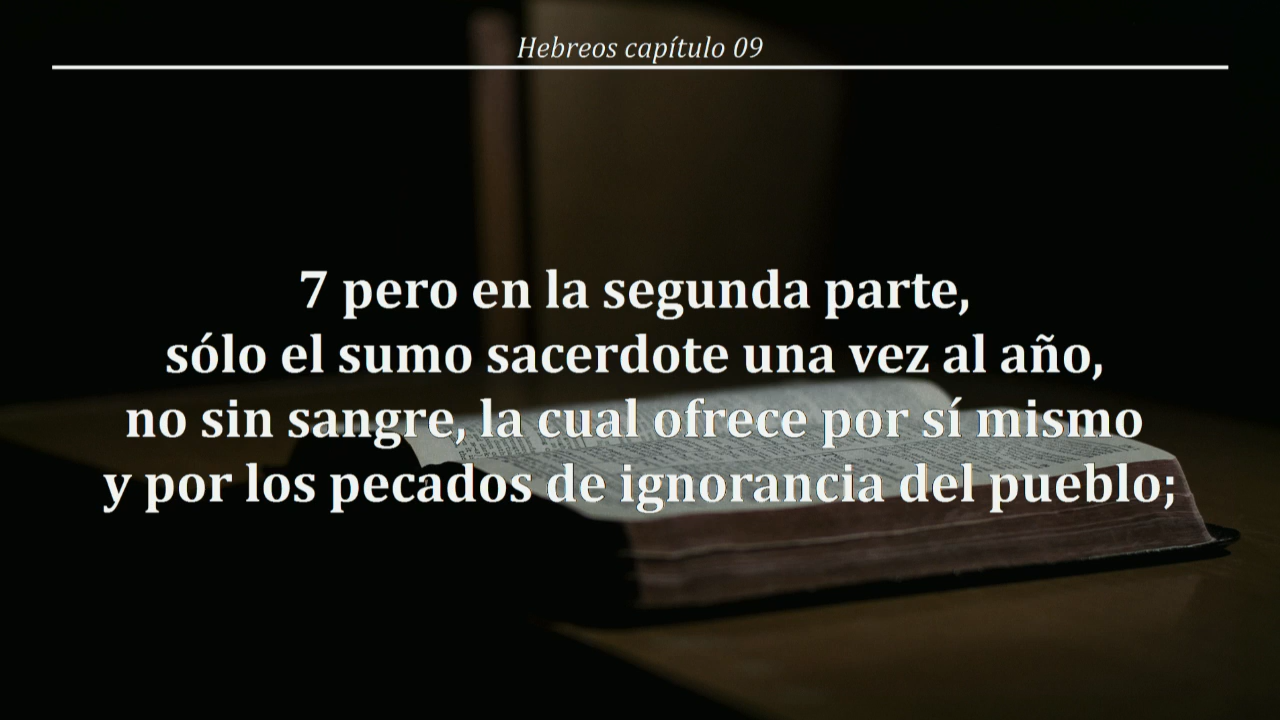 Hebreos capítulo 09
7 pero en la segunda parte,
sólo el sumo sacerdote una vez al año,
no sin sangre, la cual ofrece por sí mismo
y por los pecados de ignorancia del pueblo;